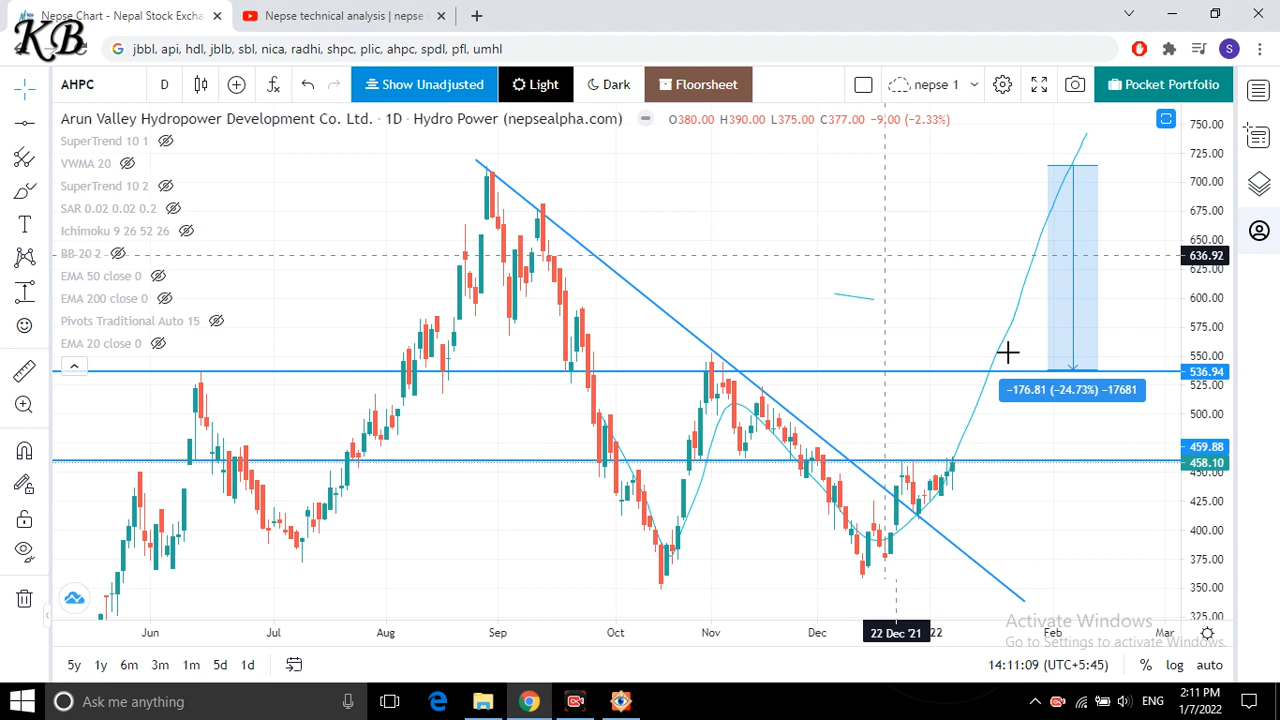 Nepse Chart - Nepal Stock Excha
Nepse technical analysis | nepse
KB
jbbl, api, hdl, jblb, sbl, nica, radhi, shpc, plic, ahpc, spdl, pfl, umhl
S
AHPC
D
Show Unadjusted
Light
Dark
Floorsheet
nepse 1
Pocket Portfolio
Arun Valley Hydropower Development Co. Ltd. · 1D · Hydro Power (nepsealpha.com)
O380.00 H390.00 L375.00 C377.00 −9.00 (−2.33%)
SuperTrend 10 1
VWMA 20
SuperTrend 10 2
SAR 0.02 0.02 0.2
Ichimoku 9 26 52 26
BB 20 2
EMA 50 close 0
EMA 200 close 0
Pivots Traditional Auto 15
EMA 20 close 0
750.00
725.00
700.00
675.00
650.00
636.92
625.00
600.00
575.00
550.00
536.94
525.00
500.00
459.88
458.10
450.00
425.00
400.00
375.00
350.00
325.00
−176.81 (−24.73%) −17681
Jun
Jul
Aug
Sep
Oct
Nov
Dec
22 Dec '21
22
Feb
Mar
Activate Windows
Go to Settings to activate Windows.
5y
1y
6m
3m
1m
5d
1d
14:11:09 (UTC+5:45)
%
log
auto
Ask me anything
ENG
2:11 PM
1/7/2022